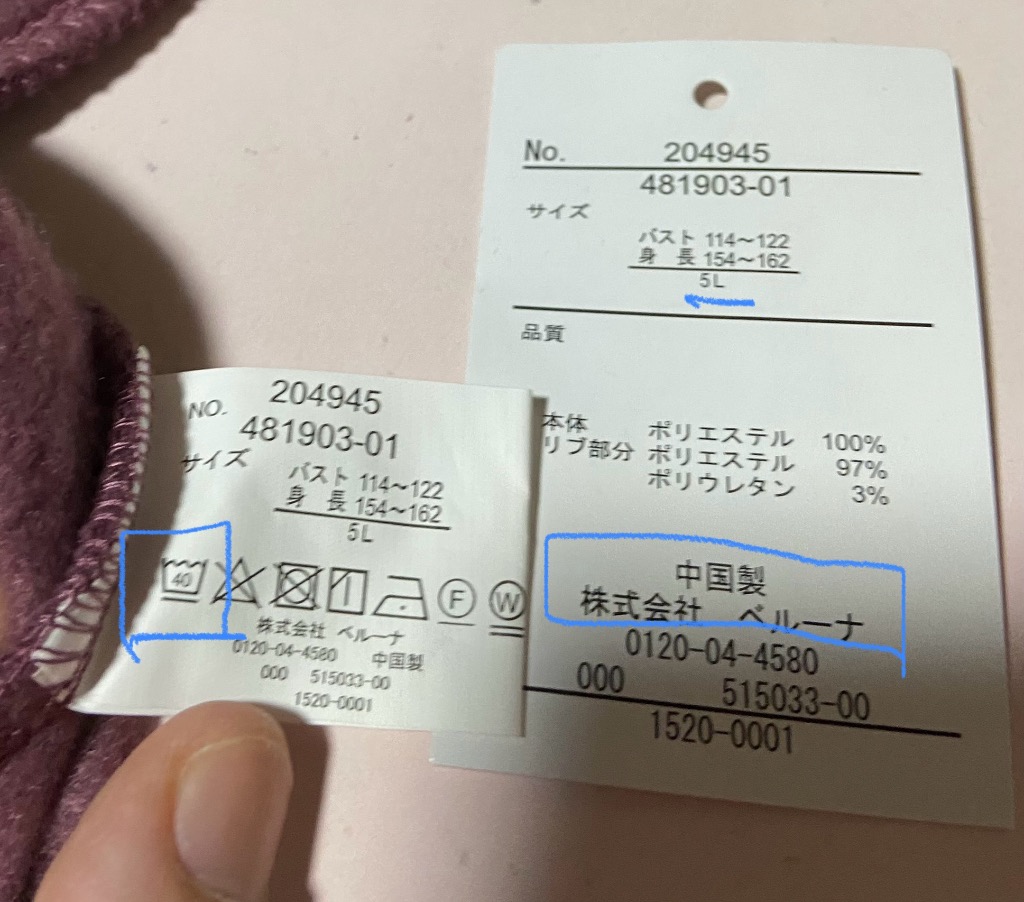 No. 204945
481903-01
サイズ
バスト 114〜122
身 長 154〜162
5L
品質
本体 ポリエステル 100%
リブ部分 ポリエステル 97%
ポリウレタン 3%
中国製
株式会社 ベルーナ
0120-04-4580
000 515033-00
1520-0001
NO. 204945
481903-01
サイズ
バスト 114〜122
身 長 154〜162
5L
40
F W
株式会社 ベルーナ
0120-04-4580 中国製
000 515033-00
1520-0001